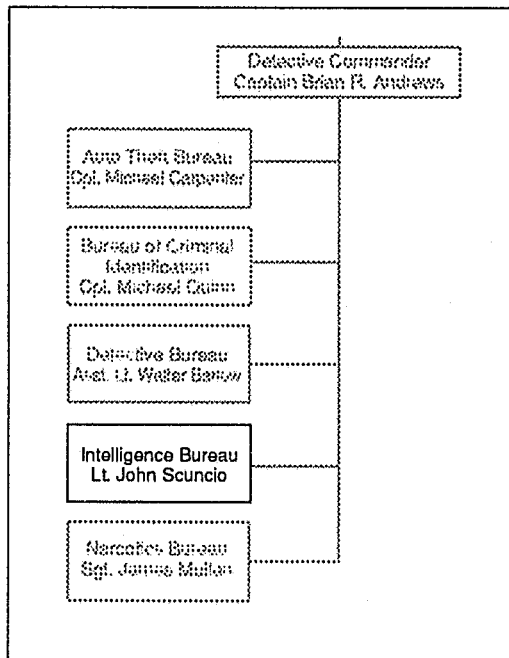 Detective Commander
Captain Brian R. Andrews
Auto Theft Bureau
Cpl. Michael Carpenter
Bureau of Criminal
Identification
Cpl. Michael Quinn
Detective Bureau
Asst. Lt. Walter
Intelligence Bureau
Lt. John Scuncio
Narcotics Bureau
Sgt. James Mullen